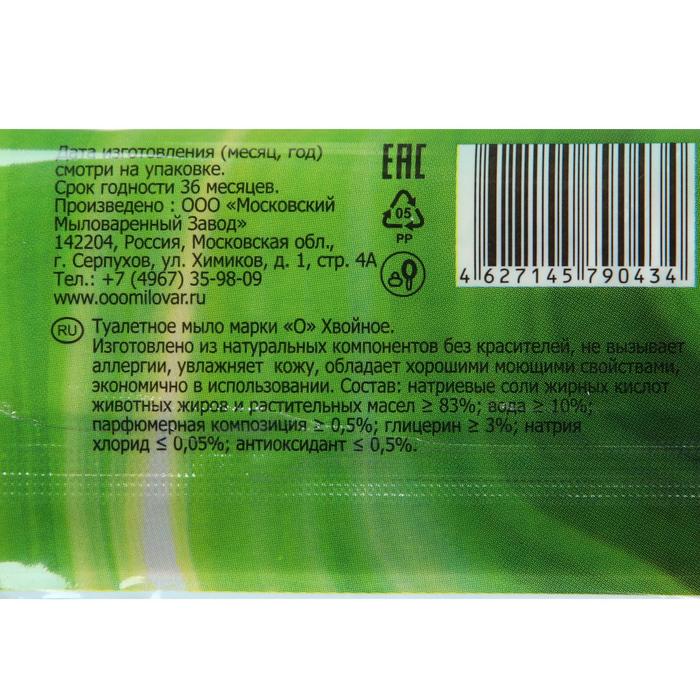 Дата изготовления (месяц, год)
смотри на упаковке.
Срок годности 36 месяцев.
Произведено : ООО «Московский
Мыловаренный Завод»
142204, Россия, Московская обл.,
г. Серпухов, ул. Химиков, д. 1, стр. 4А
Тел.: +7 (4967) 35-98-09
www.ooomilovar.ru
ЕАС
05
PP
4 627145 790434
RU
Туалетное мыло марки «О» Хвойное.
Изготовлено из натуральных компонентов без красителей, не вызывает
аллергии, увлажняет кожу, обладает хорошими моющими свойствами,
экономично в использовании. Состав: натриевые соли жирных кислот
животных жиров и растительных масел ≥ 83%; вода ≥ 10%;
парфюмерная композиция ≥ 0,5%; глицерин ≥ 3%; натрия
хлорид ≤ 0,05%; антиоксидант ≤ 0,5%.